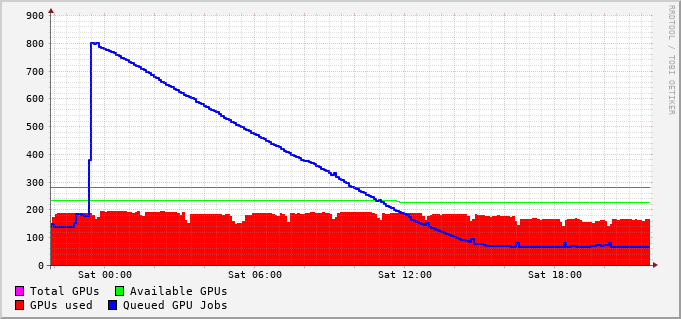 900
800
700
600
500
400
300
200
100
0
Sat 00:00 Sat 06:00 Sat 12:00 Sat 18:00
Total GPUs Available GPUs
GPUs used Queued GPU Jobs
RRDTOOL / TOBI OETIKER